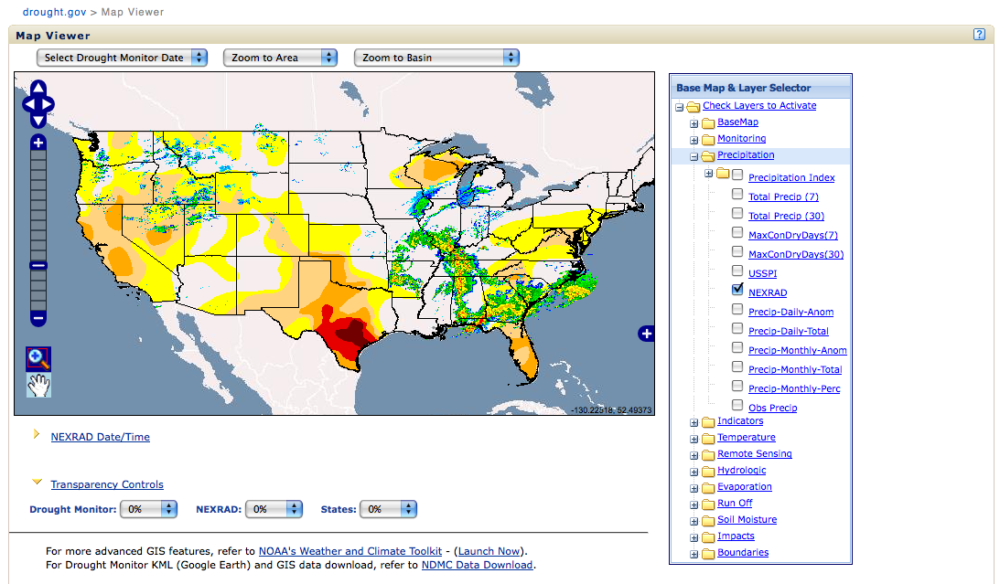 drought.gov > Map Viewer
Map Viewer
?
Select Drought Monitor Date
Zoom to Area
Zoom to Basin
-130.22518, 52.49373
Base Map & Layer Selector
Check Layers to Activate
BaseMap
Monitoring
Precipitation
Precipitation Index
Total Precip (7)
Total Precip (30)
MaxConDryDays(7)
MaxConDryDays(30)
USSPI
NEXRAD
Precip-Daily-Anom
Precip-Daily-Total
Precip-Monthly-Anom
Precip-Monthly-Total
Precip-Monthly-Perc
Obs Precip
Indicators
Temperature
Remote Sensing
Hydrologic
Evaporation
Run Off
Soil Moisture
Impacts
Boundaries
NEXRAD Date/Time
Transparency Controls
Drought Monitor: 0% NEXRAD: 0% States: 0%
For more advanced GIS features, refer to NOAA's Weather and Climate Toolkit - (Launch Now).
For Drought Monitor KML (Google Earth) and GIS data download, refer to NDMC Data Download.